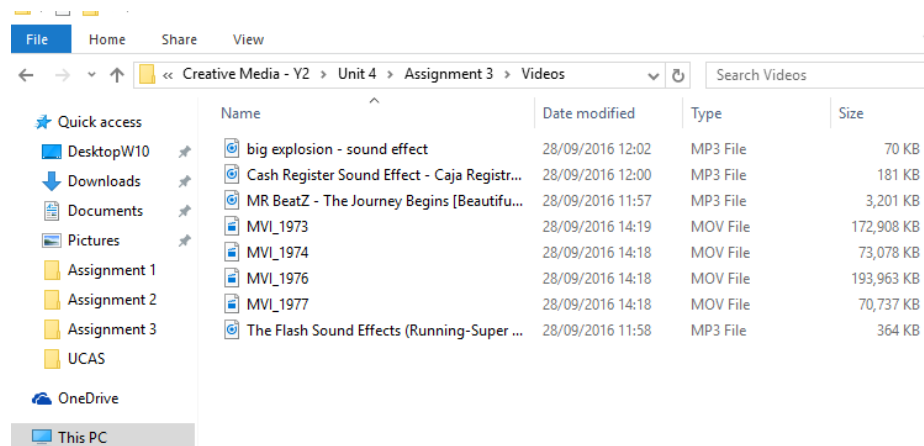 File Home Share View
« Creative Media - Y2 > Unit 4 > Assignment 3 > Videos Search Videos
Quick access
DesktopW10
Downloads
Documents
Pictures
Assignment 1
Assignment 2
Assignment 3
UCAS
OneDrive
This PC
Name Date modified Type Size
big explosion - sound effect 28/09/2016 12:02 MP3 File 70 KB
Cash Register Sound Effect - Caja Registr... 28/09/2016 12:00 MP3 File 181 KB
MR BeatZ - The Journey Begins [Beautifu... 28/09/2016 11:57 MP3 File 3,201 KB
MVI_1973 28/09/2016 14:19 MOV File 172,908 KB
MVI_1974 28/09/2016 14:18 MOV File 73,078 KB
MVI_1976 28/09/2016 14:18 MOV File 193,963 KB
MVI_1977 28/09/2016 14:18 MOV File 70,737 KB
The Flash Sound Effects (Running-Super ... 28/09/2016 11:58 MP3 File 364 KB